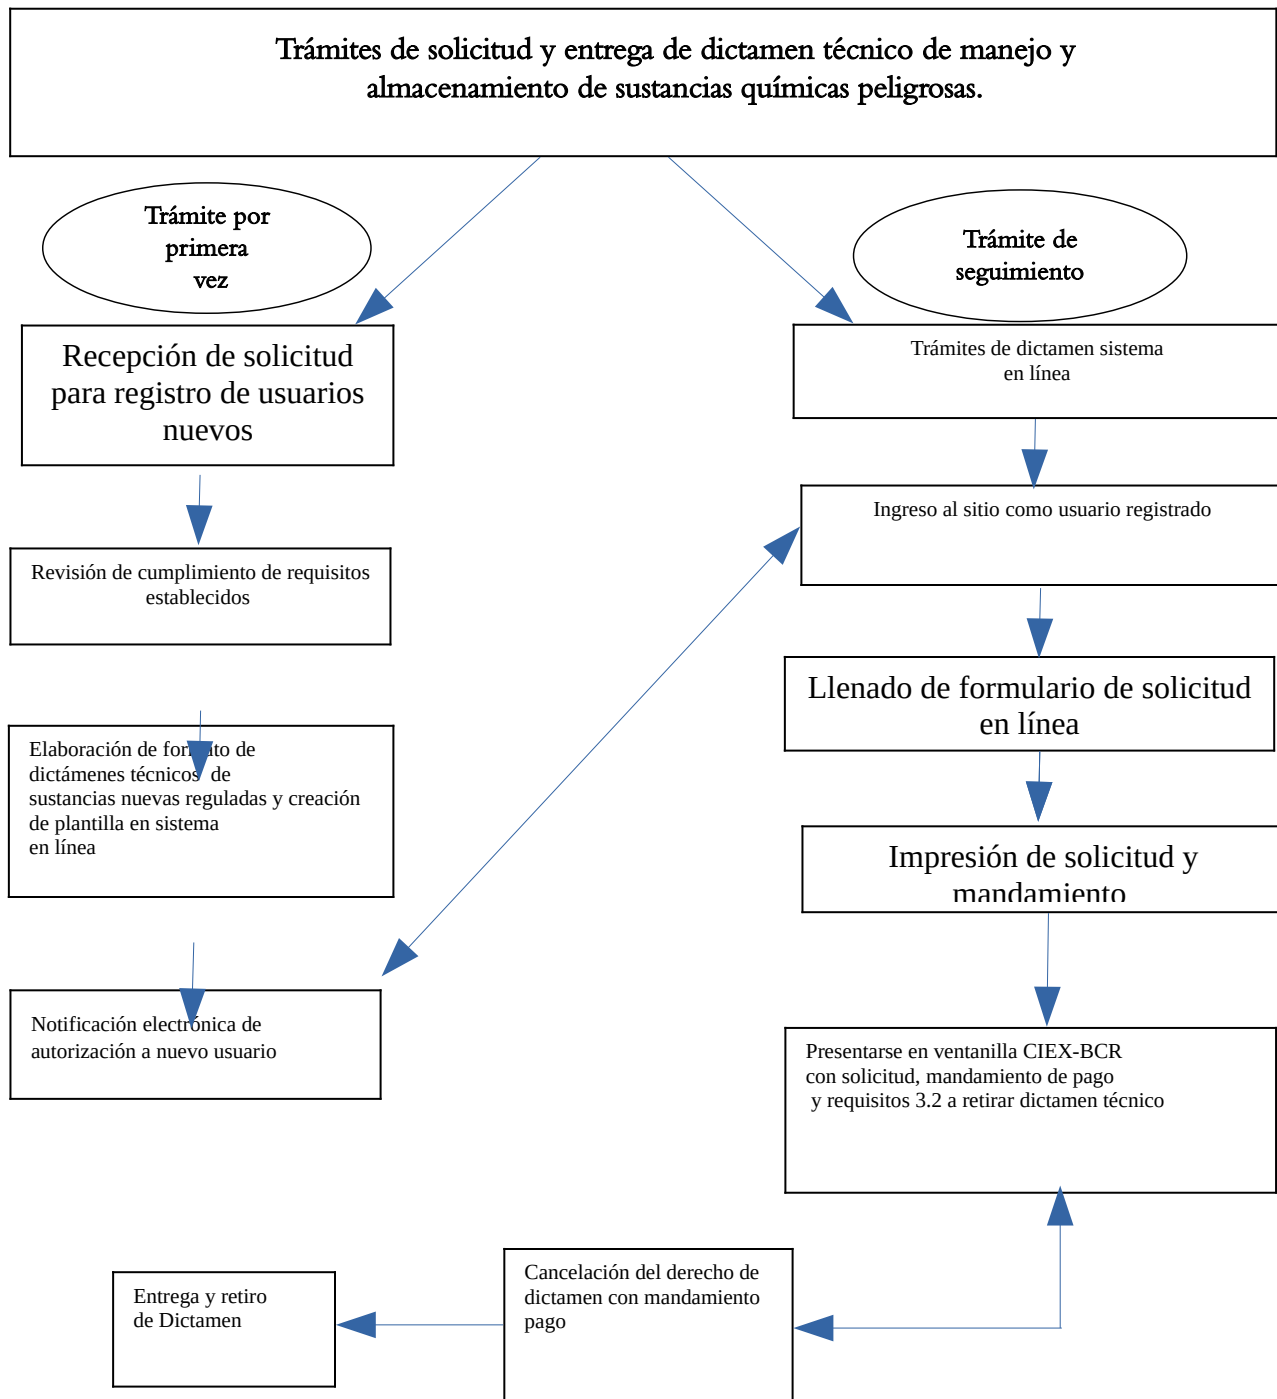 Trámites de solicitud y entrega de dictamen técnico de manejo y
almacenamiento de sustancias químicas peligrosas.
Trámite por
primera
vez
Recepción de solicitud
para registro de usuarios
nuevos
Revisión de cumplimiento de requisitos
establecidos
Elaboración de formato de
dictámenes técnicos de
sustancias nuevas reguladas y creación
de plantilla en sistema
en línea
Notificación electrónica de
autorización a nuevo usuario
Trámite de
seguimiento
Trámites de dictamen sistema
en línea
Ingreso al sitio como usuario registrado
Llenado de formulario de solicitud
en línea
Impresión de solicitud y
mandamiento
Presentarse en ventanilla CIEX-BCR
con solicitud, mandamiento de pago
y requisitos 3.2 a retirar dictamen técnico
Cancelación del derecho de
dictamen con mandamiento
pago
Entrega y retiro
de Dictamen